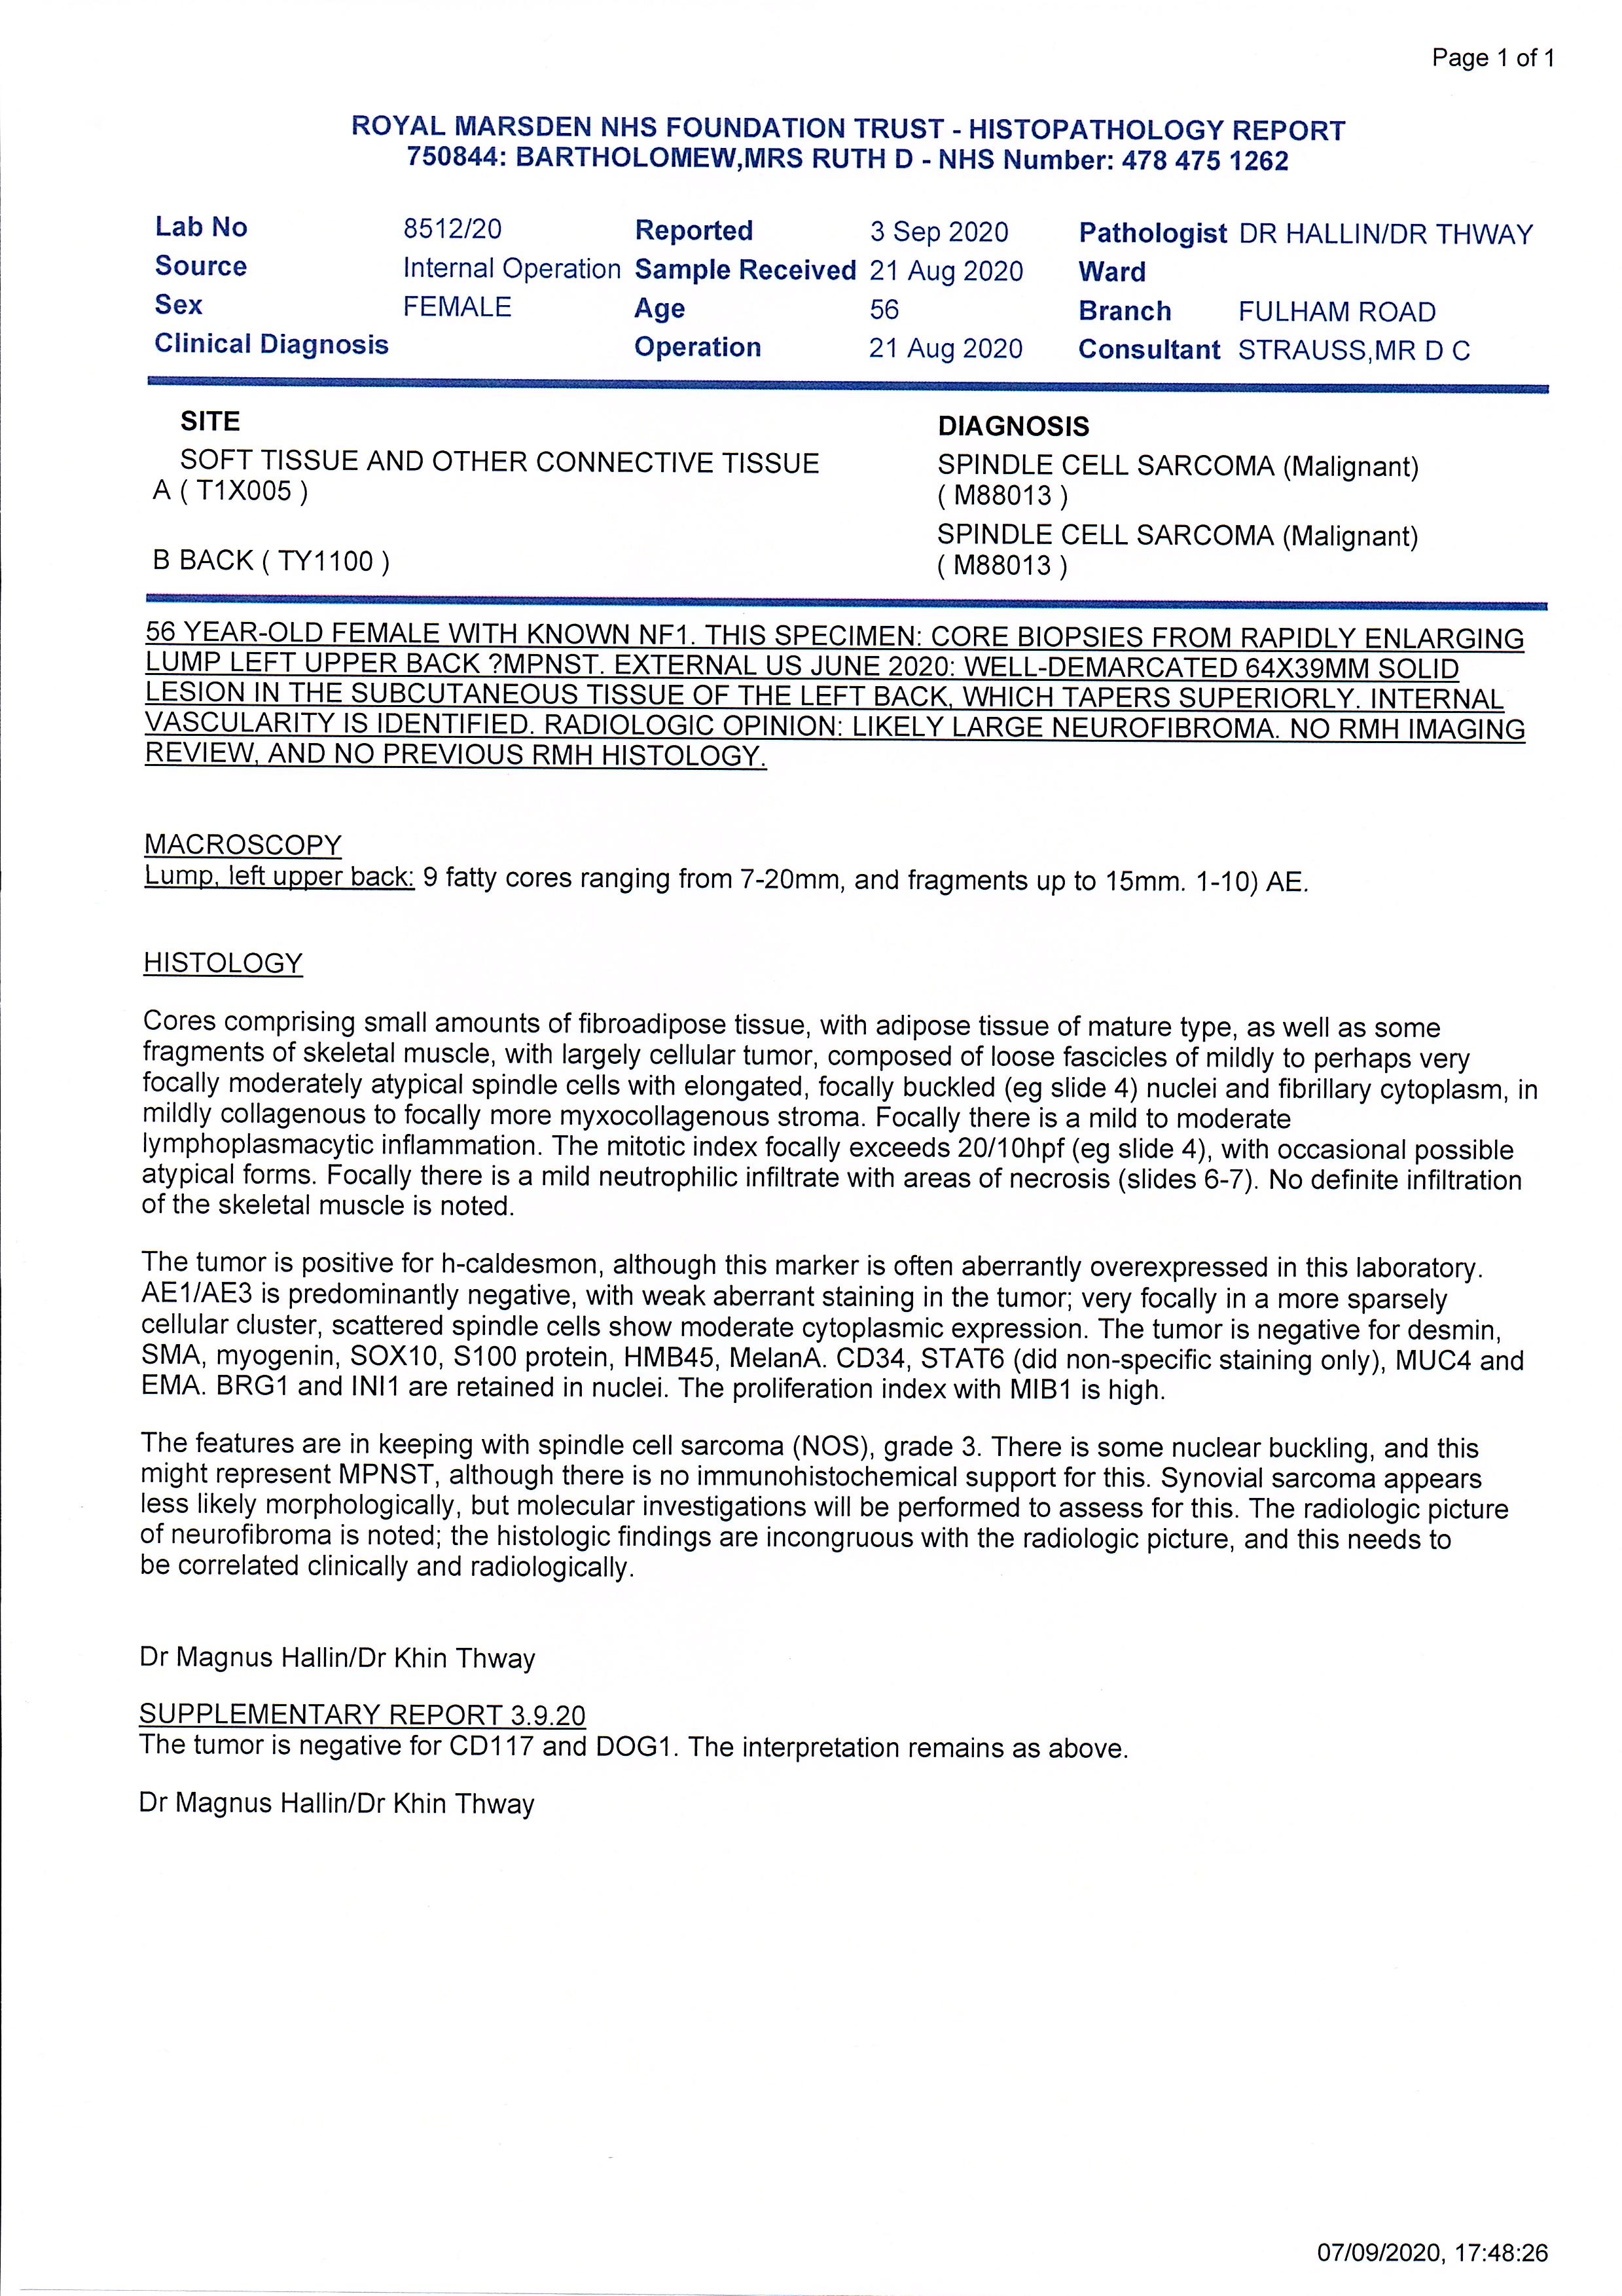 Page 1 of 1
ROYAL MARSDEN NHS FOUNDATION TRUST - HISTOPATHOLOGY REPORT
750844: BARTHOLOMEW,MRS RUTH D - NHS Number: 478 475 1262
Lab No 8512/20 Reported 3 Sep 2020 Pathologist DR HALLIN/DR THWAY
Source Internal Operation Sample Received 21 Aug 2020 Ward
Sex FEMALE Age 56 Branch FULHAM ROAD
Clinical Diagnosis Operation 21 Aug 2020 Consultant STRAUSS,MR D C
SITE DIAGNOSIS
SOFT TISSUE AND OTHER CONNECTIVE TISSUE SPINDLE CELL SARCOMA (Malignant)
A ( T1X005 ) ( M88013 )
SPINDLE CELL SARCOMA (Malignant)
B BACK ( TY1100 ) ( M88013 )
56 YEAR-OLD FEMALE WITH KNOWN NF1. THIS SPECIMEN: CORE BIOPSIES FROM RAPIDLY ENLARGING
LUMP LEFT UPPER BACK ?MPNST. EXTERNAL US JUNE 2020: WELL-DEMARCATED 64X39MM SOLID
LESION IN THE SUBCUTANEOUS TISSUE OF THE LEFT BACK, WHICH TAPERS SUPERIORLY. INTERNAL
VASCULARITY IS IDENTIFIED. RADIOLOGIC OPINION: LIKELY LARGE NEUROFIBROMA. NO RMH IMAGING
REVIEW, AND NO PREVIOUS RMH HISTOLOGY.
MACROSCOPY
Lump, left upper back: 9 fatty cores ranging from 7-20mm, and fragments up to 15mm. 1-10) AE.
HISTOLOGY
Cores comprising small amounts of fibroadipose tissue, with adipose tissue of mature type, as well as some
fragments of skeletal muscle, with largely cellular tumor, composed of loose fascicles of mildly to perhaps very
focally moderately atypical spindle cells with elongated, focally buckled (eg slide 4) nuclei and fibrillary cytoplasm, in
mildly collagenous to focally more myxocollagenous stroma. Focally there is a mild to moderate
lymphoplasmacytic inflammation. The mitotic index focally exceeds 20/10hpf (eg slide 4), with occasional possible
atypical forms. Focally there is a mild neutrophilic infiltrate with areas of necrosis (slides 6-7). No definite infiltration
of the skeletal muscle is noted.
The tumor is positive for h-caldesmon, although this marker is often aberrantly overexpressed in this laboratory.
AE1/AE3 is predominantly negative, with weak aberrant staining in the tumor; very focally in a more sparsely
cellular cluster, scattered spindle cells show moderate cytoplasmic expression. The tumor is negative for desmin,
SMA, myogenin, SOX10, S100 protein, HMB45, MelanA. CD34, STAT6 (did non-specific staining only), MUC4 and
EMA. BRG1 and INI1 are retained in nuclei. The proliferation index with MIB1 is high.
The features are in keeping with spindle cell sarcoma (NOS), grade 3. There is some nuclear buckling, and this
might represent MPNST, although there is no immunohistochemical support for this. Synovial sarcoma appears
less likely morphologically, but molecular investigations will be performed to assess for this. The radiologic picture
of neurofibroma is noted; the histologic findings are incongruous with the radiologic picture, and this needs to
be correlated clinically and radiologically.
Dr Magnus Hallin/Dr Khin Thway
SUPPLEMENTARY REPORT 3.9.20
The tumor is negative for CD117 and DOG1. The interpretation remains as above.
Dr Magnus Hallin/Dr Khin Thway
07/09/2020, 17:48:26